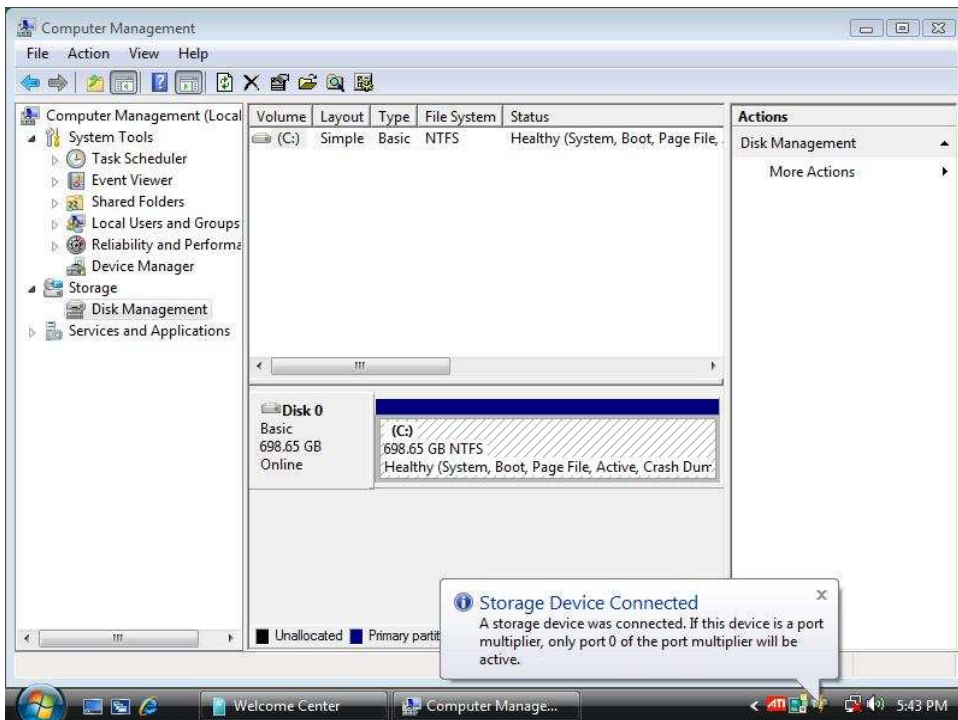 Computer Management
File Action View Help
Computer Management (Local
System Tools
Task Scheduler
Event Viewer
Shared Folders
Local Users and Groups
Reliability and Performa
Device Manager
Storage
Disk Management
Services and Applications
Volume Layout Type File System Status
(C:) Simple Basic NTFS Healthy (System, Boot, Page File,
Actions
Disk Management
More Actions
Disk 0
Basic
698.65 GB
Online
(C:)
698.65 GB NTFS
Healthy (System, Boot, Page File, Active, Crash Dum
Unallocated Primary partit
Storage Device Connected
A storage device was connected. If this
device is a port
multiplier, only port 0 of the port multiplier will be
active.
Welcome Center
Computer Manage...
ATI
5:43 PM